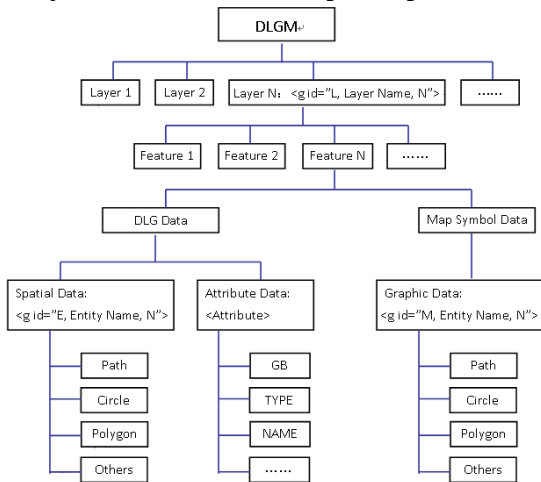 DLGM↵
Layer 1
Layer 2
Layer N: <g id="L, Layer Name, N">
......
Feature 1
Feature 2
Feature N
......
DLG Data
Map Symbol Data
Spatial Data:
<g id="E, Entity Name, N">
Attribute Data:
<Attribute>
Graphic Data:
<g id="M, Entity Name, N">
Path
Circle
Polygon
Others
GB
TYPE
NAME
......
Path
Circle
Polygon
Others